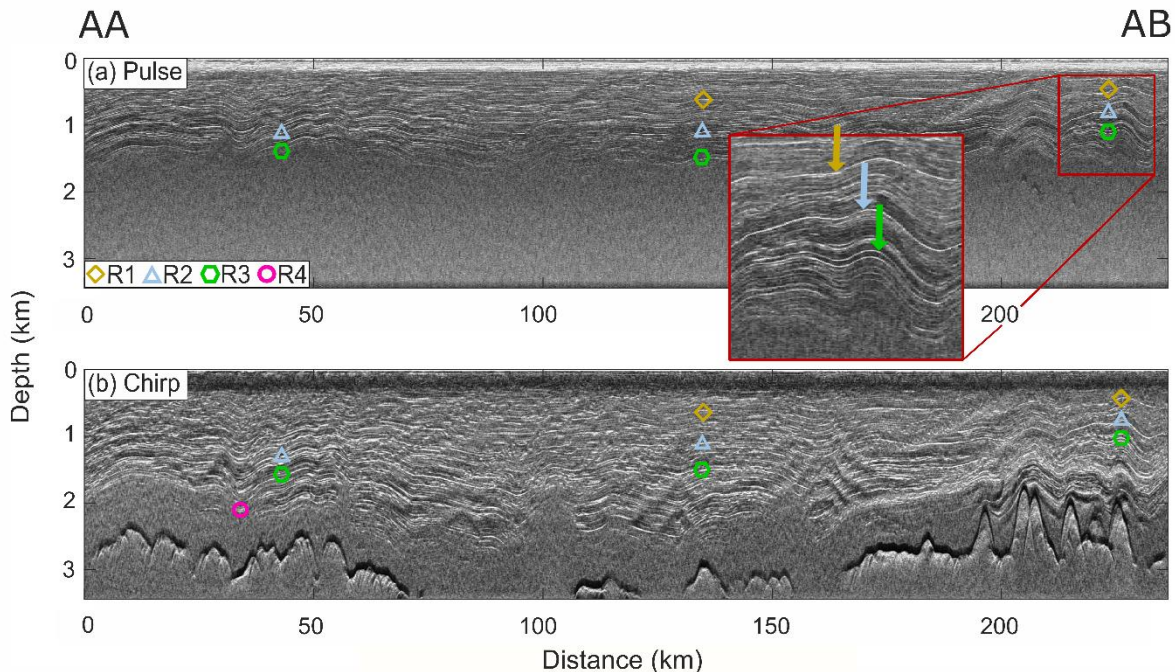 AA AB
0 (a) Pulse
1
2
3
R1 R2 R3 R4
0 50 100 200
Depth (km)
0 (b) Chirp
1
2
3
0 50 100 150 200
Distance (km)